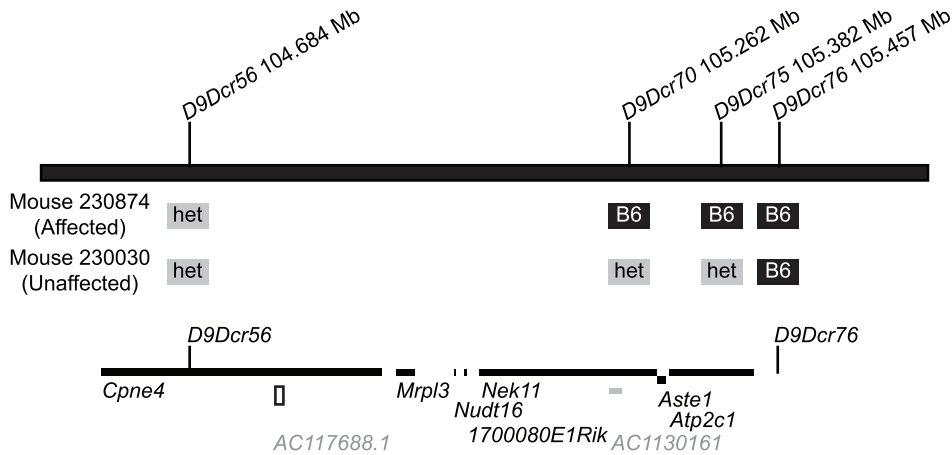 D9Dcr56 104.684 Mb
D9Dcr70 105.262 Mb
D9Dcr75 105.382 Mb
D9Dcr76 105.457 Mb
Mouse 230874
(Affected)
het B6 B6 B6
Mouse 230030
(Unaffected)
het het het B6
D9Dcr56 D9Dcr76
Cpne4 Mrpl3 Nek11 Aste1
Nudt16 Atp2c1
1700080E1Rik
AC117688.1 AC1130161